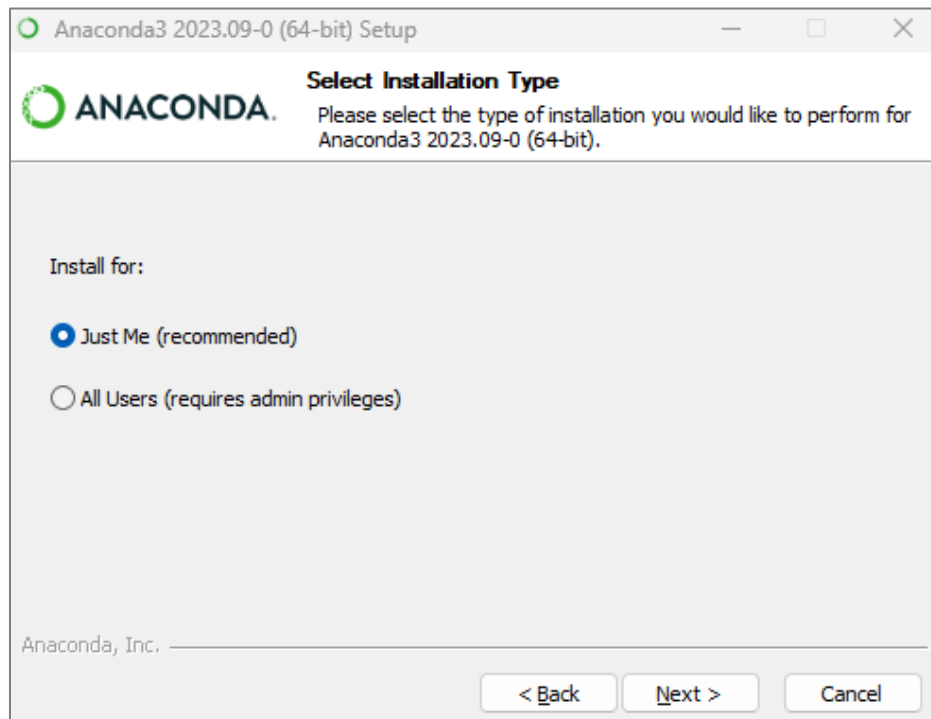 Anaconda3 2023.09-0 (64-bit) Setup
ANACONDA.
Select Installation Type
Please select the type of installation you would like to perform for
Anaconda3 2023.09-0 (64-bit).
Install for:
Just Me (recommended)
All Users (requires admin privileges)
Anaconda, Inc.
< Back
Next >
Cancel